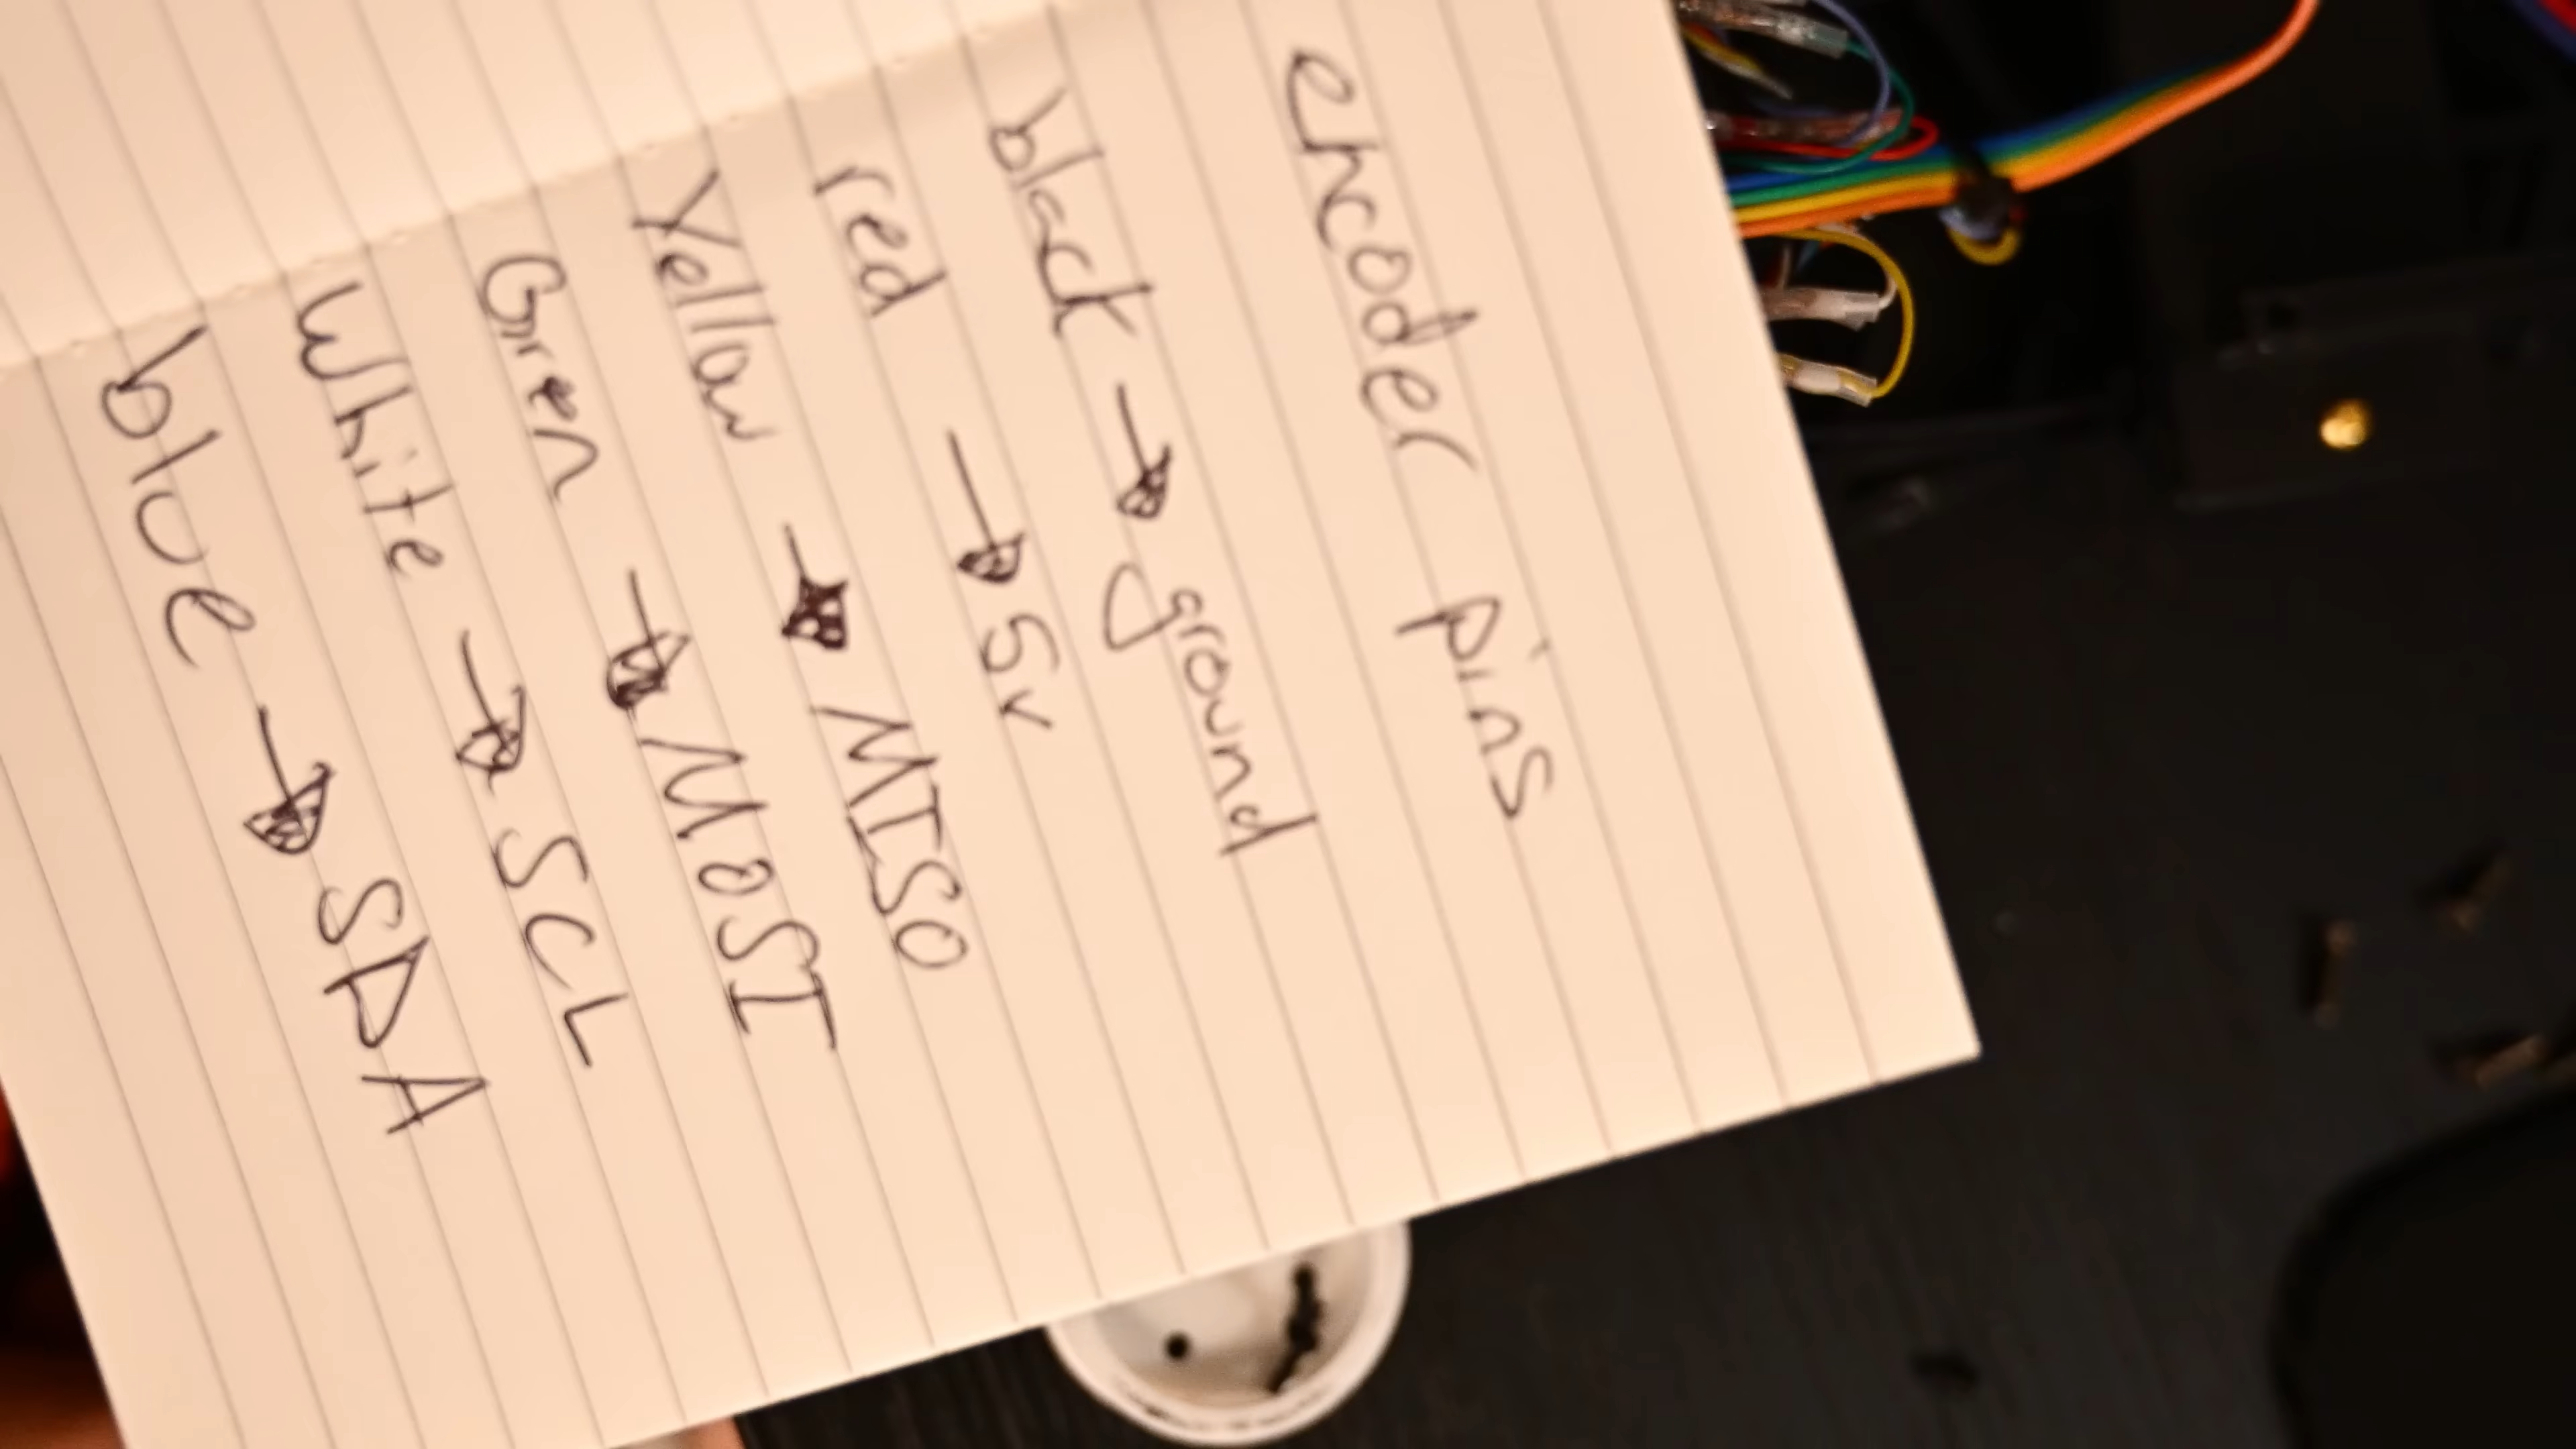 encoder pins
black → ground
red → 5v
Yellow → MISO
Green → MOSI
White → SCL
blue → SDA